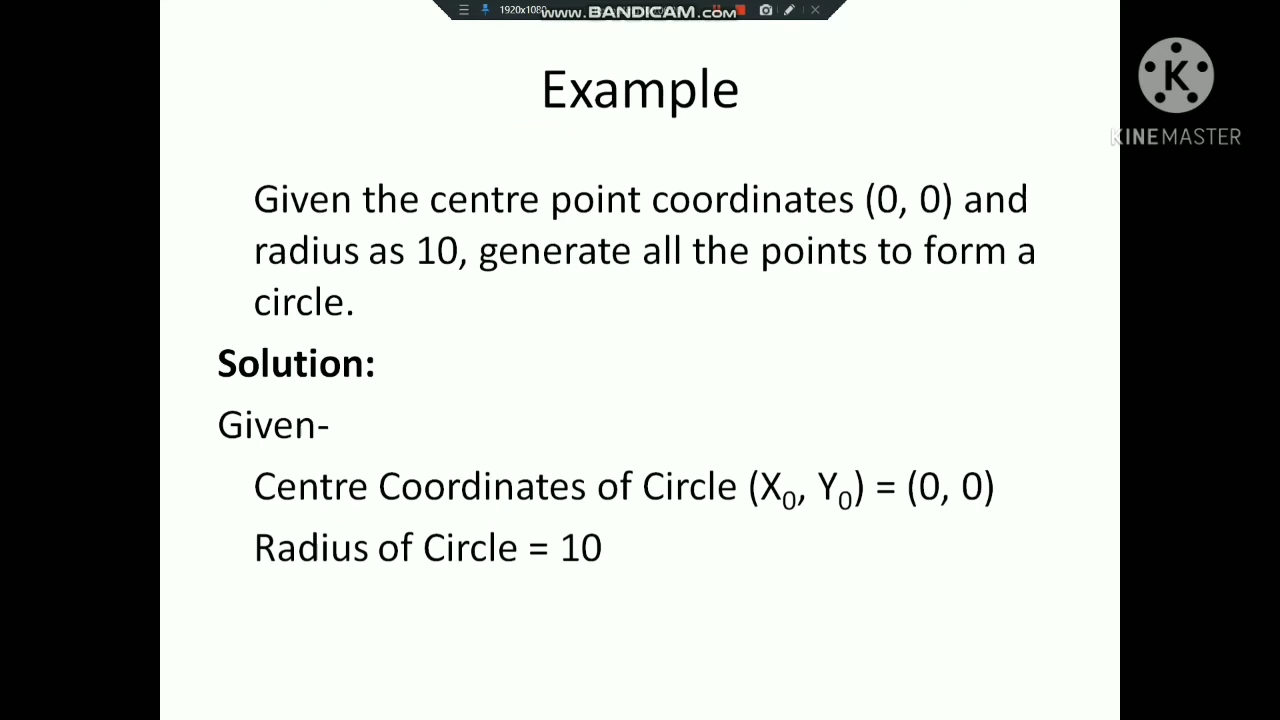 1920x1080
www.BANDICAM.com
Example
K
KINEMASTER
Given the centre point coordinates (0, 0) and
radius as 10, generate all the points to form a
circle.
Solution:
Given-
Centre Coordinates of Circle (X₀, Y₀) = (0, 0)
Radius of Circle = 10